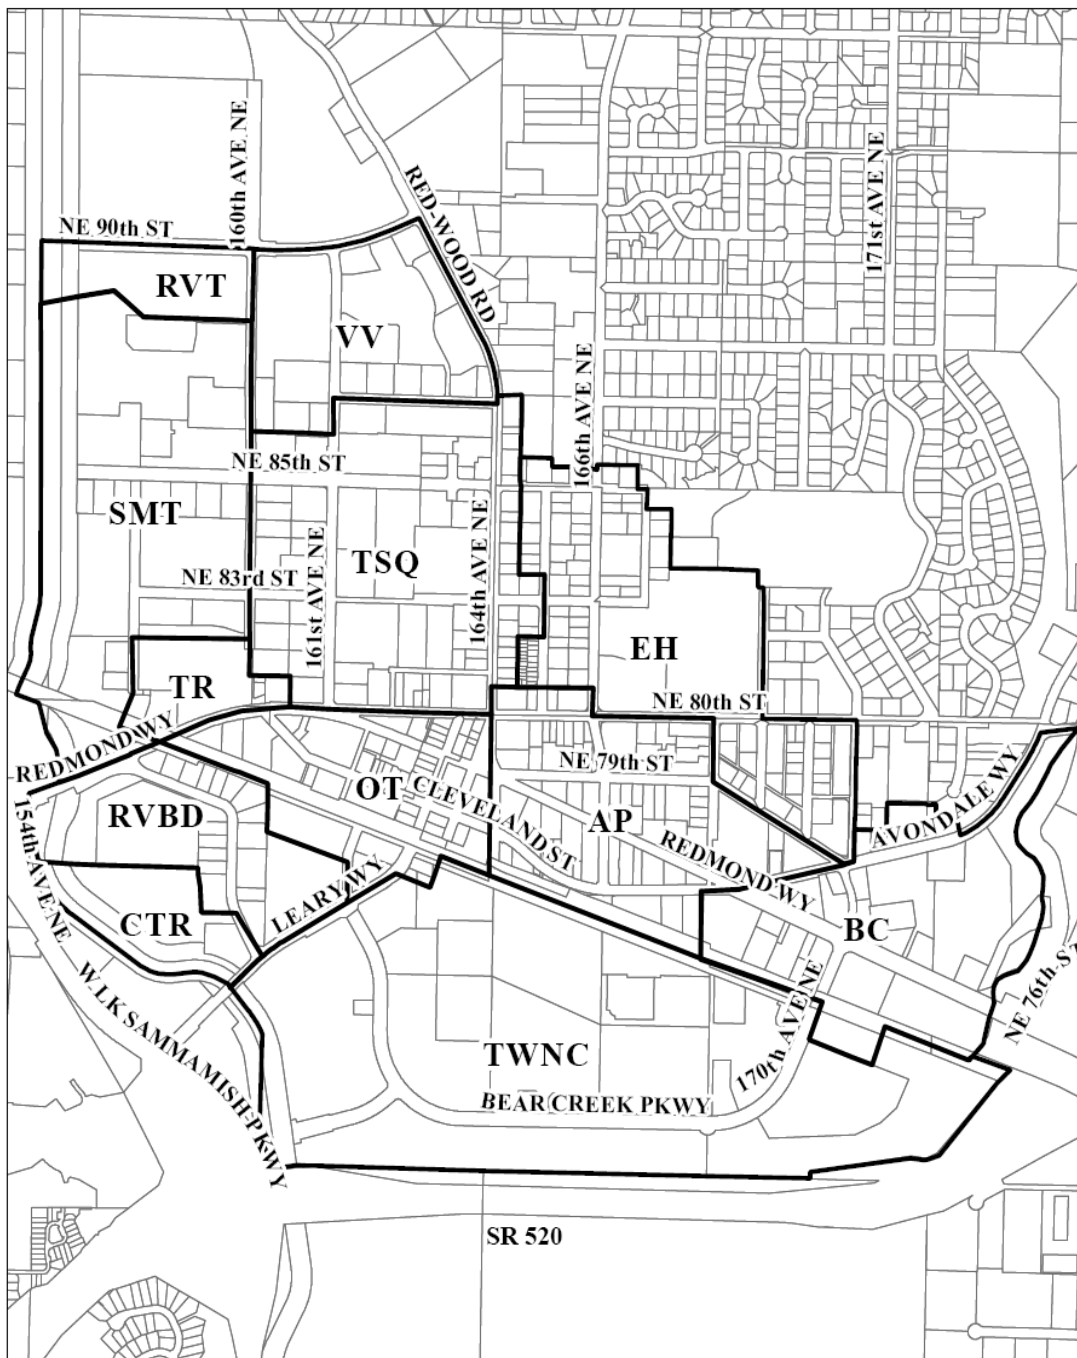 160th AVE NE
171st AVE NE
RED-WOOD RD
NE 90th ST
RVT
VV
166th AVE NE
NE 85th ST
SMT
TSQ
164th AVE NE
NE 83rd ST
161st AVE NE
EH
TR
NE 80th ST
REDMOND WY
NE 79th ST
OT
CLEVELAND ST
AP
AVONDALE WY
RVBD
154th AVE NE
REDMOND WY
LEARY WY
CTR
BC
NE 76th ST
W LK SAMMAMISH PKWY
170th AVE NE
TWNC
BEAR CREEK PKWY
SR 520